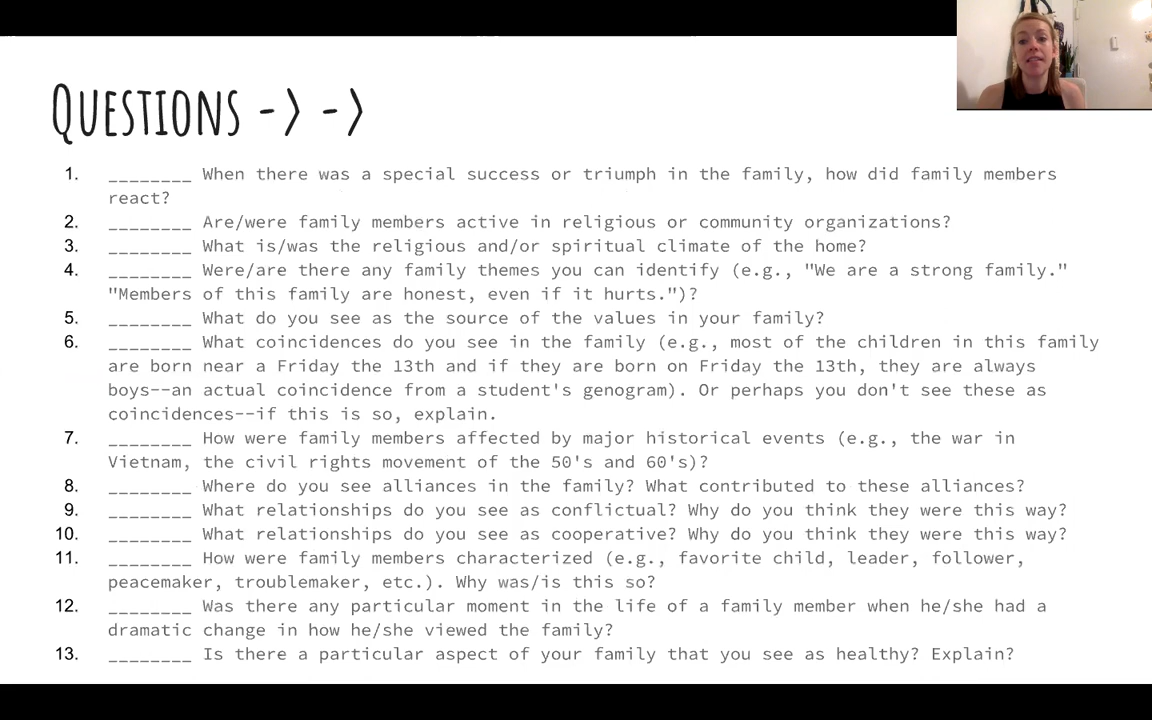 QUESTIONS -> ->
1. ________ When there was a special success or triumph in the family, how did family members
react?
2. ________ Are/were family members active in religious or community organizations?
3. ________ What is/was the religious and/or spiritual climate of the home?
4. ________ Were/are there any family themes you can identify (e.g., "We are a strong family."
"Members of this family are honest, even if it hurts.")?
5. ________ What do you see as the source of the values in your family?
6. ________ What coincidences do you see in the family (e.g., most of the children in this family
are born near a Friday the 13th and if they are born on Friday the 13th, they are always
boys--an actual coincidence from a student's genogram). Or perhaps you don't see these as
coincidences--if this is so, explain.
7. ________ How were family members affected by major historical events (e.g., the war in
Vietnam, the civil rights movement of the 50's and 60's)?
8. ________ Where do you see alliances in the family? What contributed to these alliances?
9. ________ What relationships do you see as conflictual? Why do you think they were this way?
10. ________ What relationships do you see as cooperative? Why do you think they were this way?
11. ________ How were family members characterized (e.g., favorite child, leader, follower,
peacemaker, troublemaker, etc.). Why was/is this so?
12. ________ Was there any particular moment in the life of a family member when he/she had a
dramatic change in how he/she viewed the family?
13. ________ Is there a particular aspect of your family that you see as healthy? Explain?